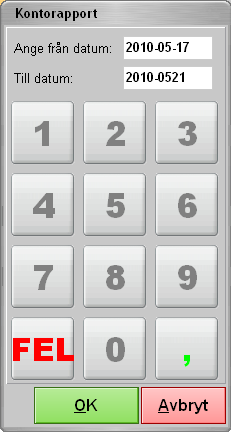 Kontorapport
Ange från datum: 2010-05-17
Till datum: 2010-0521
1 2 3
4 5 6
7 8 9
FEL 0 ,
OK Avbryt